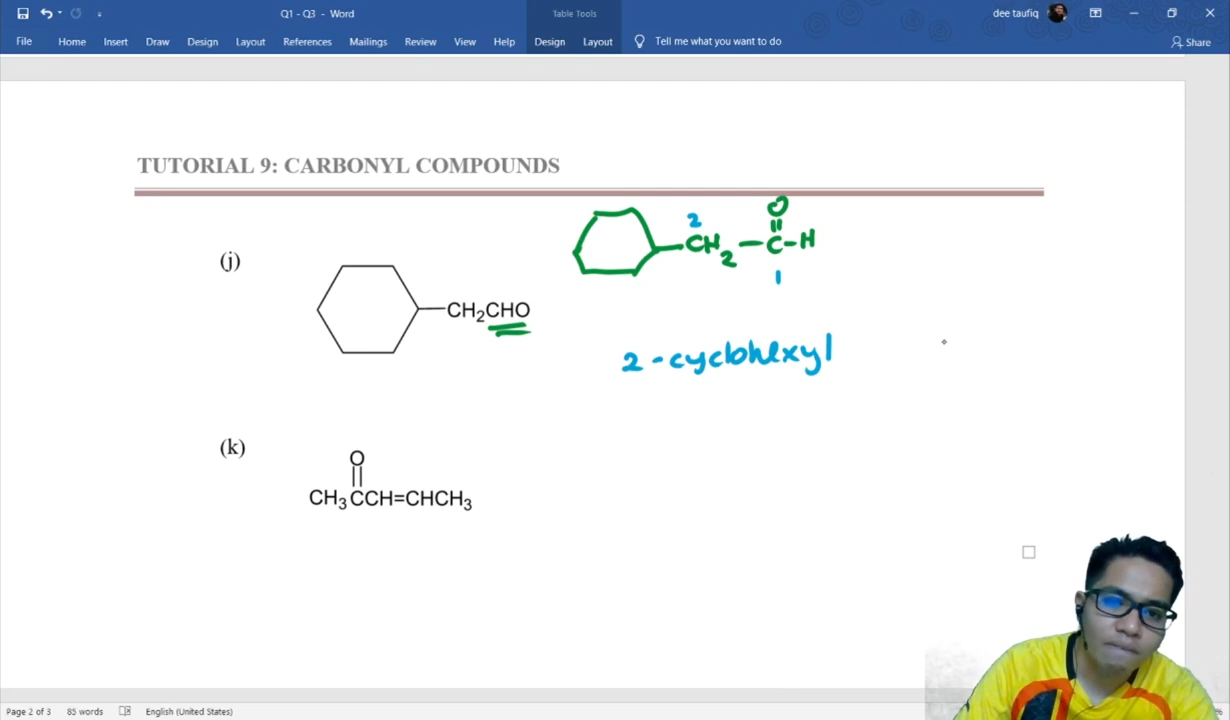 Q1 - Q3 - Word
Table Tools
dee taufiq
File Home Insert Draw Design Layout References Mailings Review View Help Design Layout Tell me what you want to do Share
TUTORIAL 9: CARBONYL COMPOUNDS
O
2
CH2-C-H
1
(j)
CH2CHO
2-cyclohexyl
(k)
O
CH3CCH=CHCH3
Page 2 of 3 85 words English (United States)